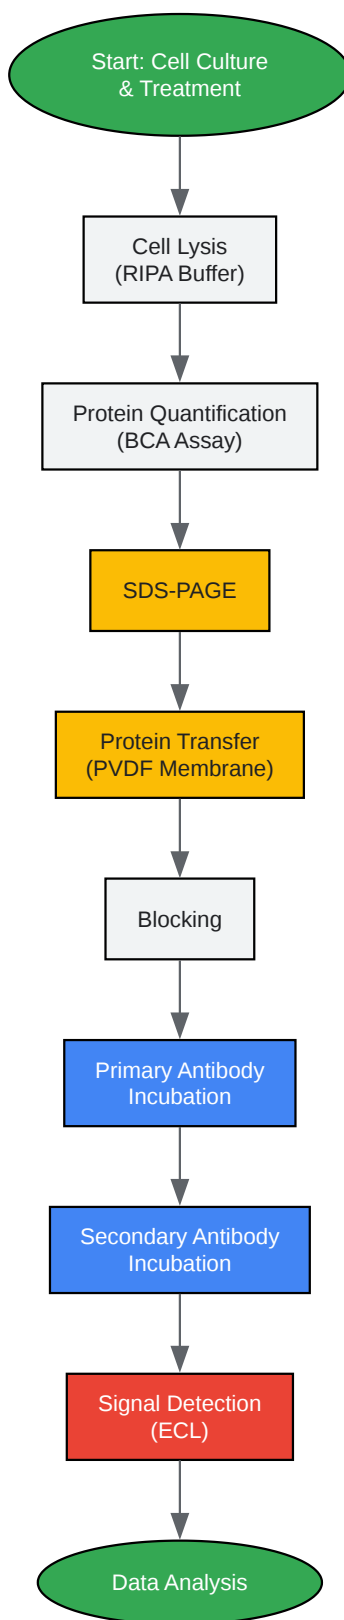 Start: Cell Culture
& Treatment
Cell Lysis
(RIPA Buffer)
Protein Quantification
(BCA Assay)
SDS-PAGE
Protein Transfer
(PVDF Membrane)
Blocking
Primary Antibody
Incubation
Secondary Antibody
Incubation
Signal Detection
(ECL)
Data Analysis